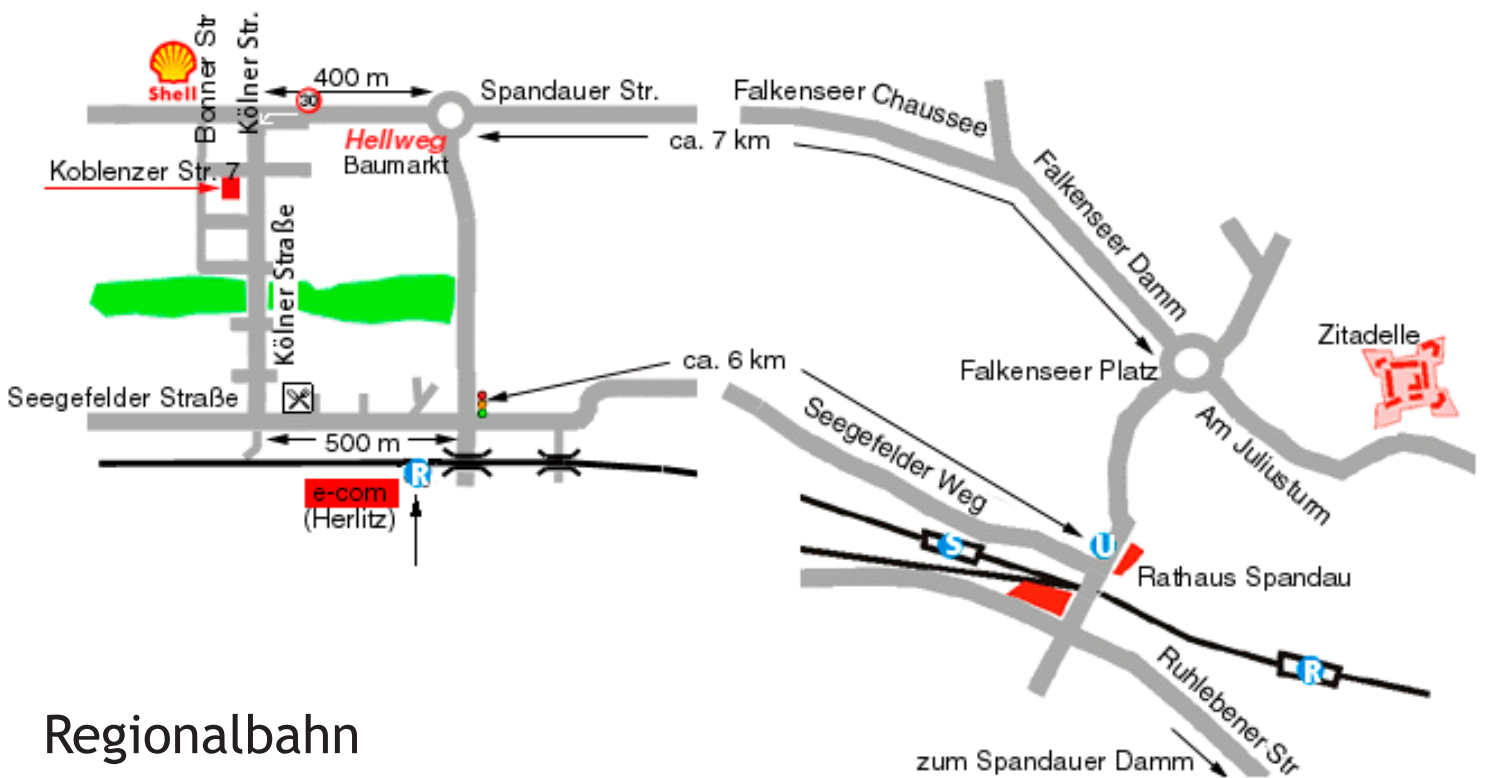 Bonner Str
Kölner Str.
Shell
400 m
30
Spandauer Str.
Falkenseer Chaussee
Hellweg
Baumarkt
ca. 7 km
Koblenzer Str. 7
Falkenseer Damm
Kölner Straße
Zitadelle
ca. 6 km
Falkenseer Platz
Seegefelder Straße
Seegefelder Weg
Am Juliusturm
500 m
R
e-com
(Herlitz)
S
U
Rathaus Spandau
R
Ruhlebener Str
Regionalbahn
zum Spandauer Damm